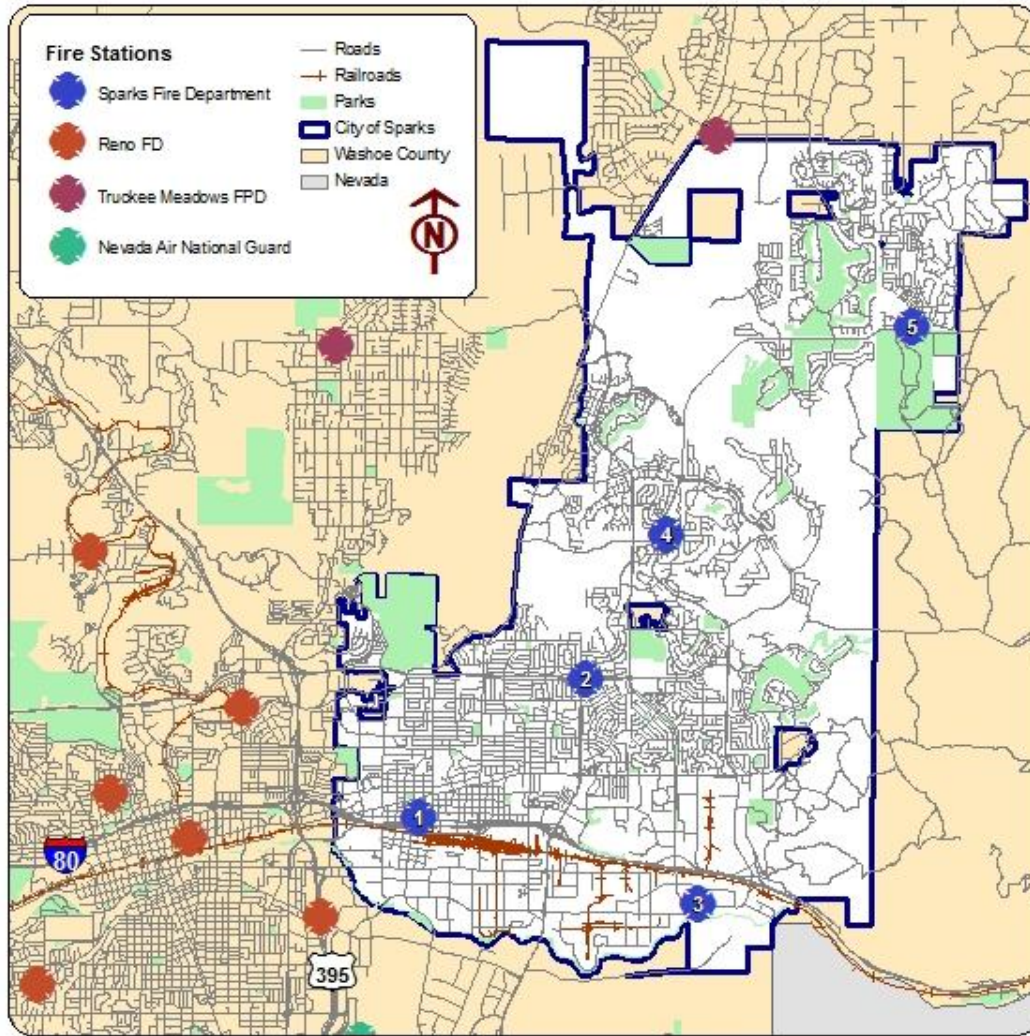 Fire Stations
Sparks Fire Department
Reno FD
Truckee Meadows FPD
Nevada Air National Guard
Roads
Railroads
Parks
City of Sparks
Washoe County
Nevada
N
5
4
2
1
80
3
395